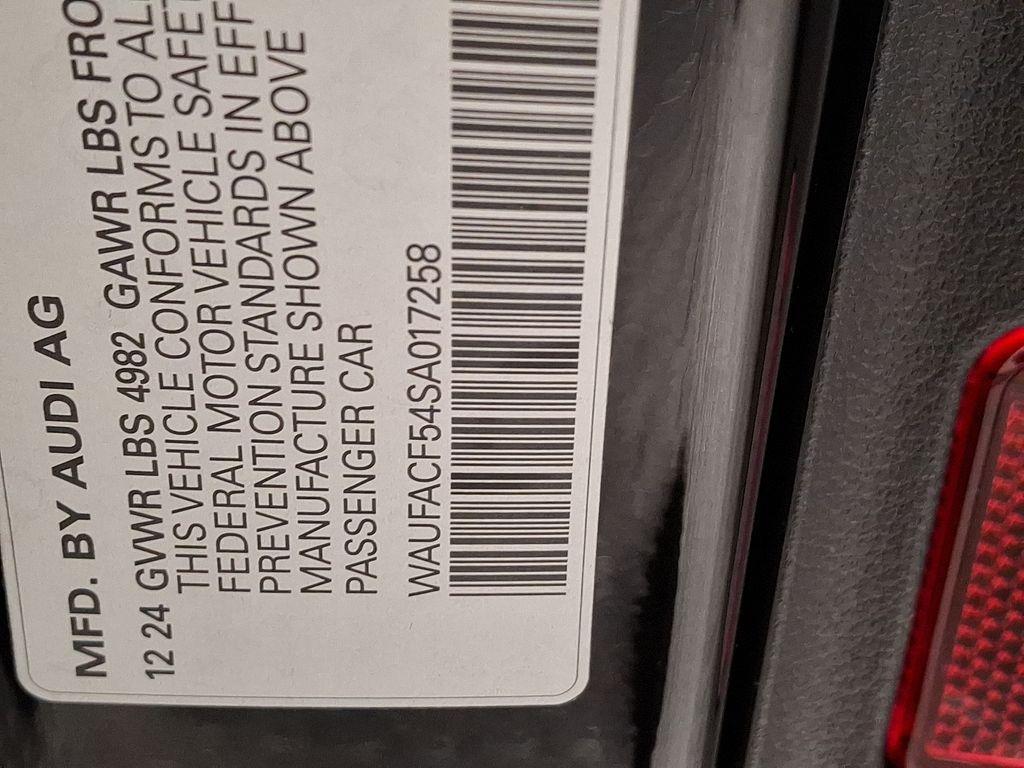 MFD. BY AUDI AG
12 24 GVWR LBS 4982 GAWR LBS FRO
THIS VEHICLE CONFORMS TO AL
FEDERAL MOTOR VEHICLE SAFE
PREVENTION STANDARDS IN EFF
MANUFACTURE SHOWN ABOVE
PASSENGER CAR
WAUFACF54SA017258